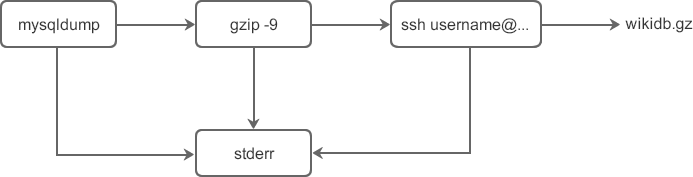 mysqldump
gzip -9
ssh username@...
wikidb.gz
stderr